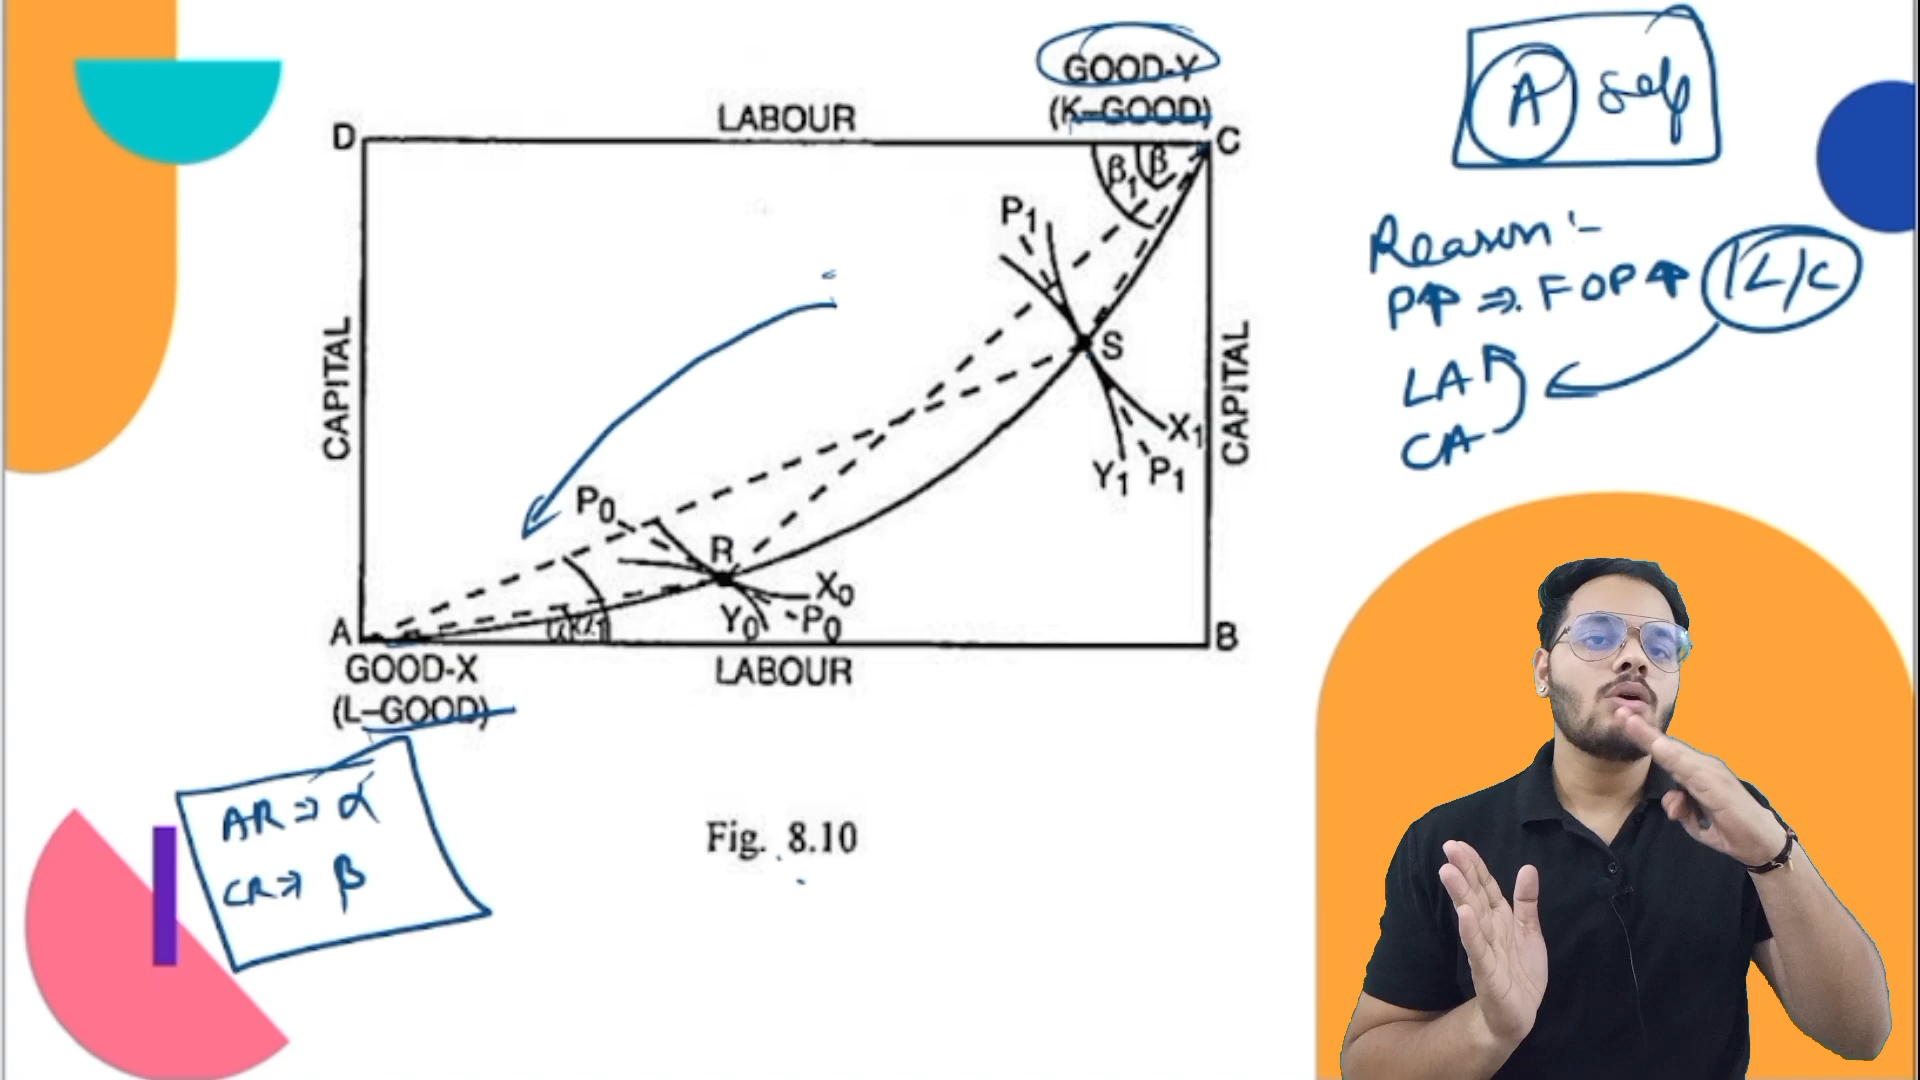 GOOD-Y
(K-GOOD)
D
LABOUR
C
β1
β
P1
CAPITAL
S
CAPITAL
X1
Y1
P1
P0
R
X0
Y0
P0
A
B
GOOD-X
LABOUR
(L-GOOD)
Fig. 8.10
A self
Reason :-
P↑ ⇒ FOP↑
LA
CA
AR ⇒ α
CR ⇒ β